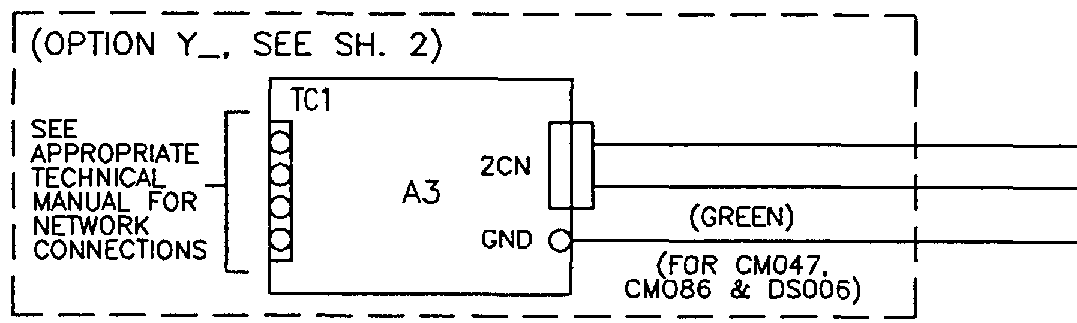 (OPTION Y_, SEE SH. 2)
TC1
SEE
APPROPRIATE
TECHNICAL
MANUAL FOR
NETWORK
CONNECTIONS
A3
2CN
GND
(GREEN)
(FOR CM047,
CM086 & DS006)